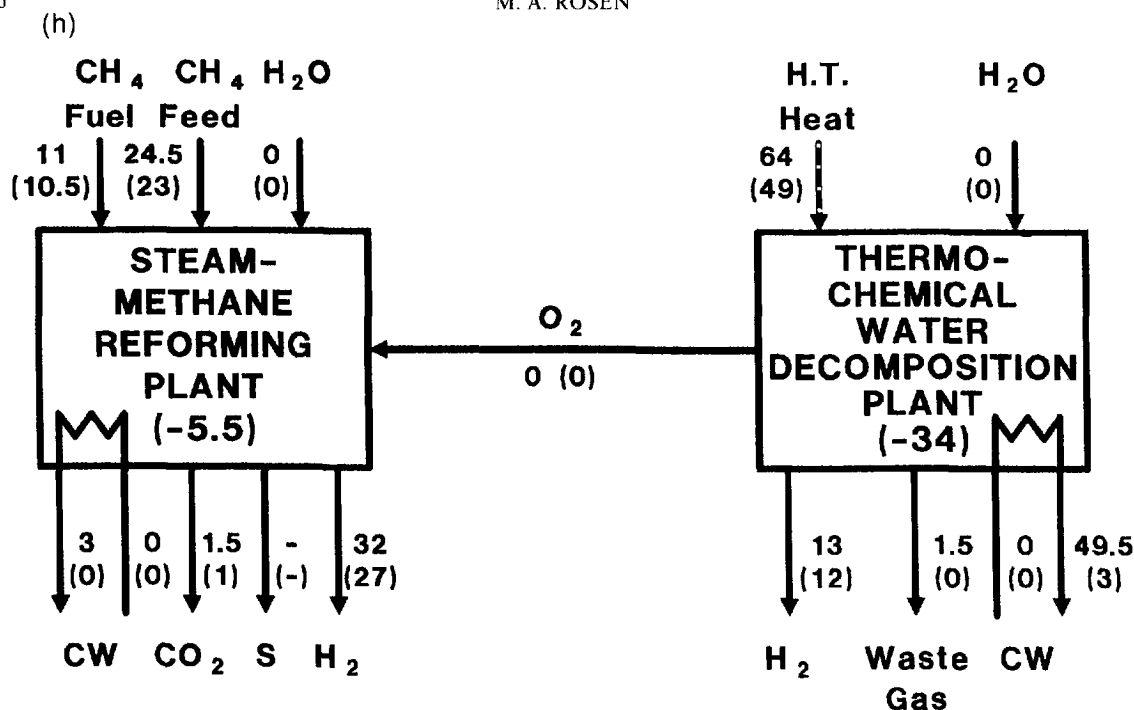 M. A. ROSEN
(h)
CH4 CH4 H2O
Fuel Feed
11 24.5 0
(10.5) (23) (0)
H.T. H2O
Heat
64 0
(49) (0)
STEAM-
METHANE
REFORMING
PLANT
(-5.5)
O2
0 (0)
THERMO-
CHEMICAL
WATER
DECOMPOSITION
PLANT
(-34)
3 0 1.5 - 32
(0) (0) (1) (-) (27)
CW CO2 S H2
13 1.5 0 49.5
(12) (0) (0) (3)
H2 Waste CW
Gas